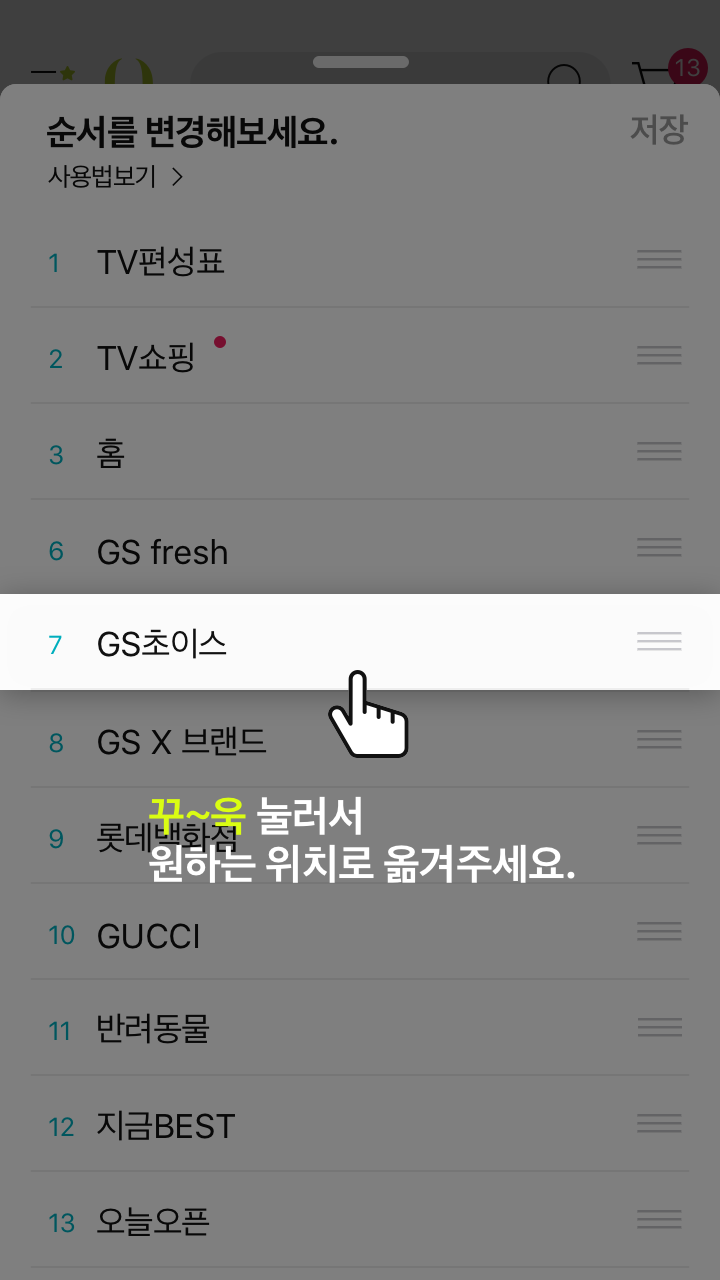 13
순서를 변경해보세요.
저장
사용법보기
1 TV편성표
2 TV쇼핑
3 홈
6 GS fresh
7 GS초이스
8 GS X 브랜드
꾸~욱 눌러서
9 롯데백화점
원하는 위치로 옮겨주세요.
10 GUCCI
11 반려동물
12 지금BEST
13 오늘오픈